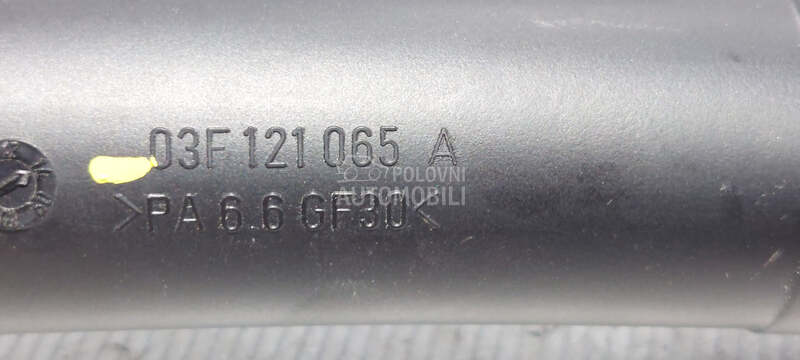 03F 121 065 A
POLOVNI
AUTOMOBILI
>PA 6.6 GF30<